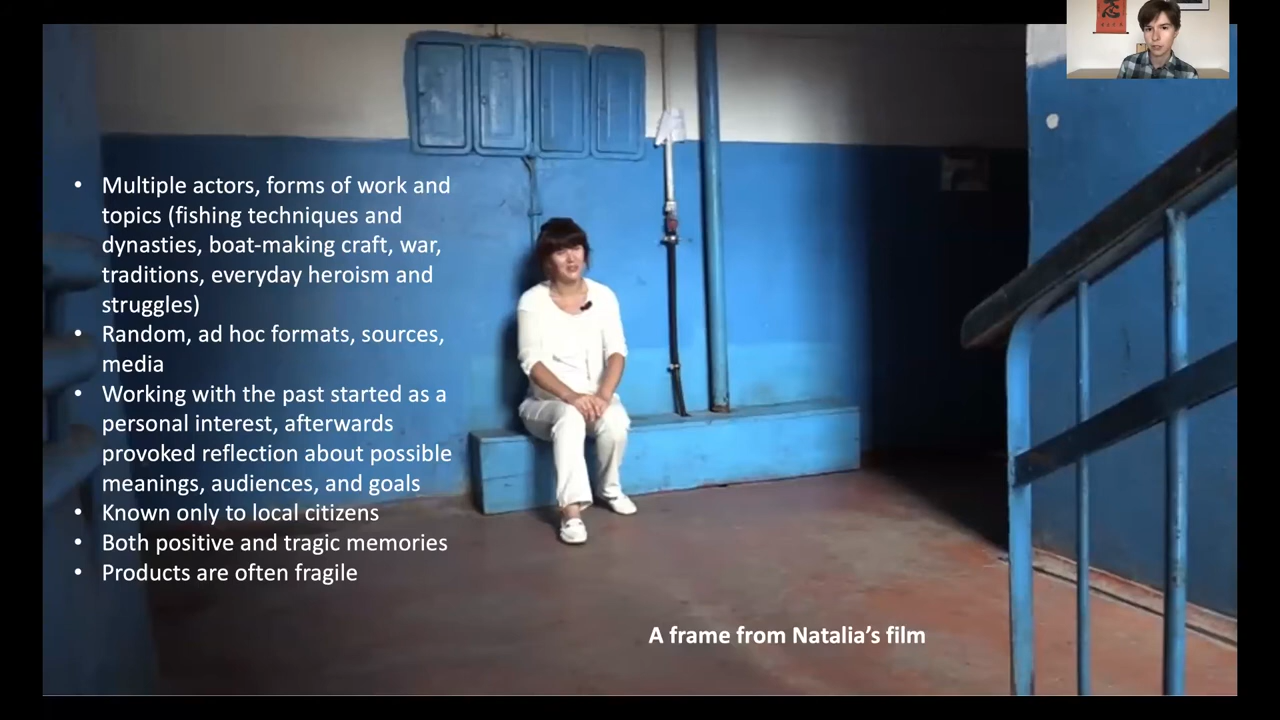 • Multiple actors, forms of work and
topics (fishing techniques and
dynasties, boat-making craft, war,
traditions, everyday heroism and
struggles)
• Random, ad hoc formats, sources,
media
• Working with the past started as a
personal interest, afterwards
provoked reflection about possible
meanings, audiences, and goals
• Known only to local citizens
• Both positive and tragic memories
• Products are often fragile
A frame from Natalia’s film